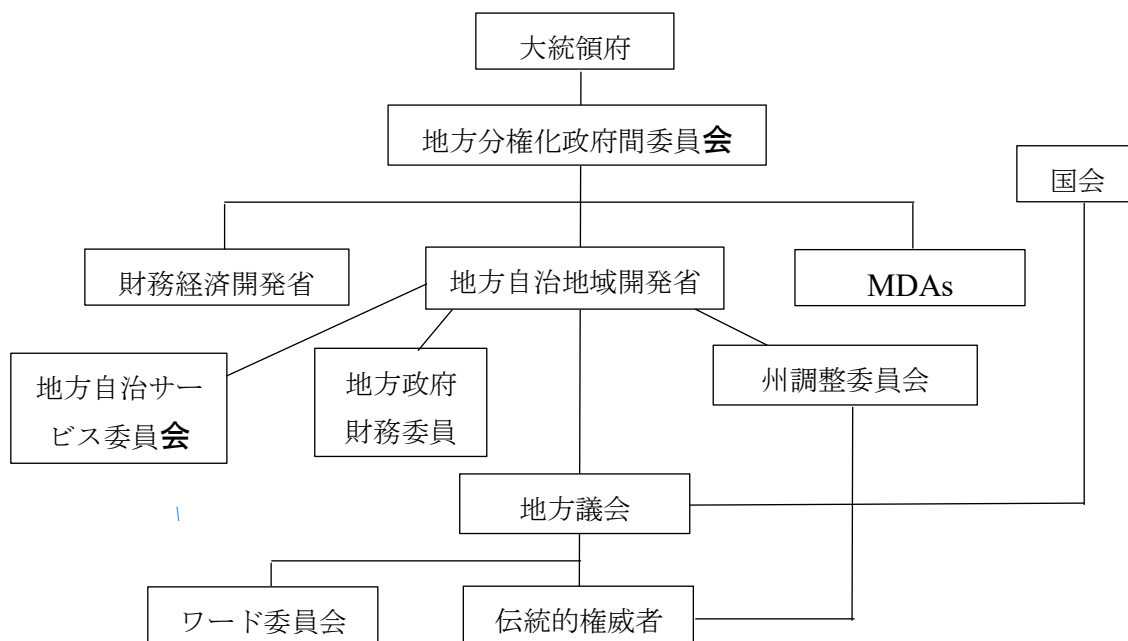 大統領府
地方分権化政府間委員会
国会
財務経済開発省
地方自治地域開発省
MDAs
地方自治サー
ビス委員会
地方政府
財務委員
州調整委員会
地方議会
ワード委員会
伝統的権威者